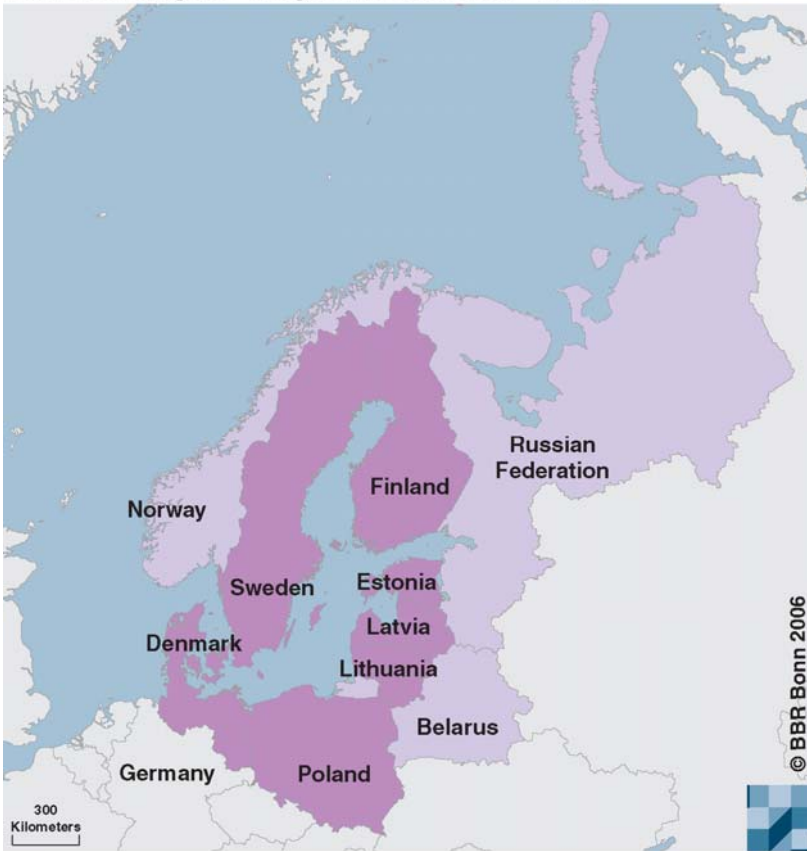 Russian
Federation
Finland
Norway
Sweden
Estonia
Denmark
Latvia
Lithuania
Belarus
Germany
Poland
300
Kilometers
© BBR Bonn 2006